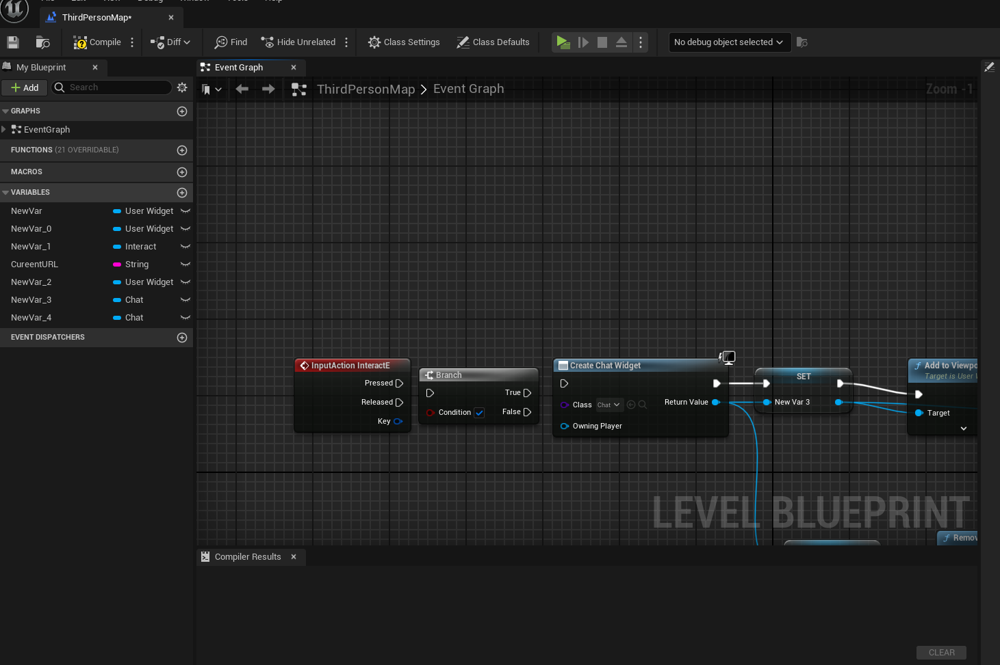 ThirdPersonMap*
Compile
Diff
Find
Hide Unrelated
Class Settings
Class Defaults
No debug object selected
My Blueprint
Event Graph
Add
Search
ThirdPersonMap > Event Graph
Zoom -1
GRAPHS
EventGraph
FUNCTIONS (21 OVERRIDABLE)
MACROS
VARIABLES
NewVar User Widget
NewVar_0 User Widget
NewVar_1 Interact
CureentURL String
NewVar_2 User Widget
NewVar_3 Chat
NewVar_4 Chat
EVENT DISPATCHERS
InputAction InteractE
Pressed
Released
Key
Branch
True
Condition
False
Create Chat Widget
Class Chat
Return Value
Owning Player
SET
New Var 3
Add to Viewpo
Target is User
Target
LEVEL BLUEPRINT
Remov
Compiler Results
CLEAR